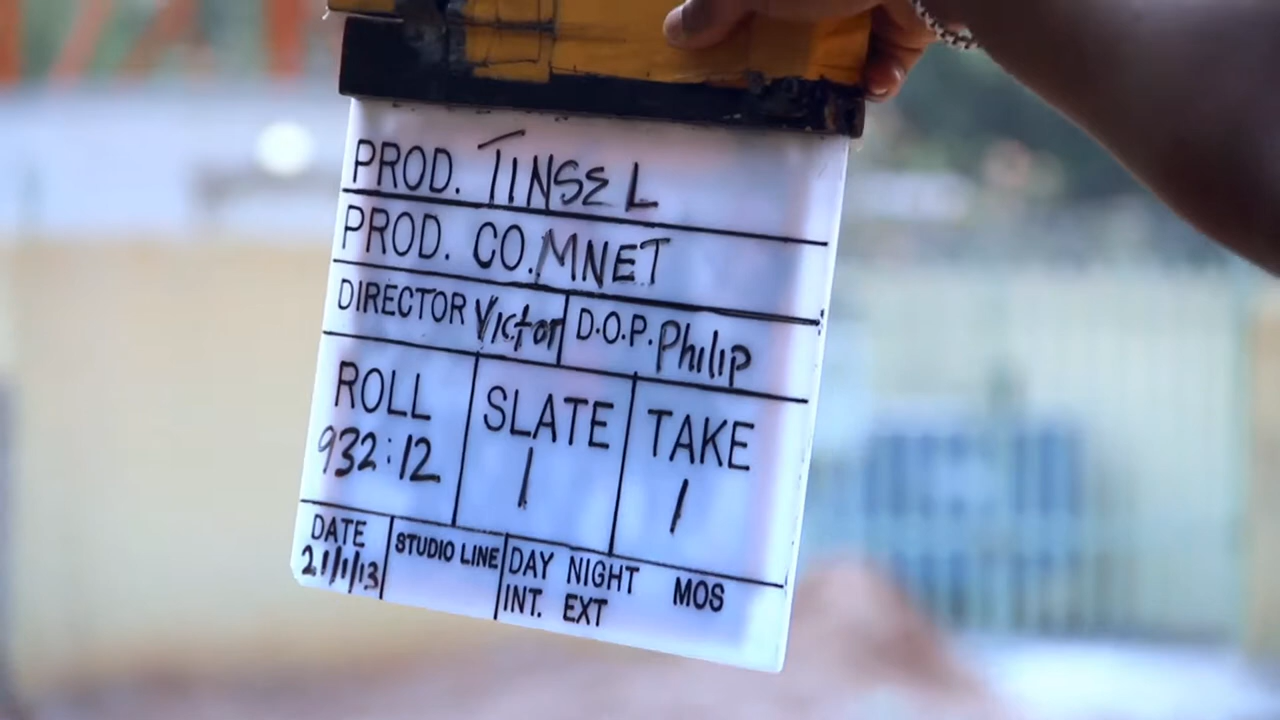 PROD. TINSEL
PROD. CO. MNET
DIRECTOR Victor D.O.P. Philip
ROLL SLATE TAKE
932:12 1 1
DATE STUDIO LINE DAY NIGHT MOS
21/1/13 INT. EXT